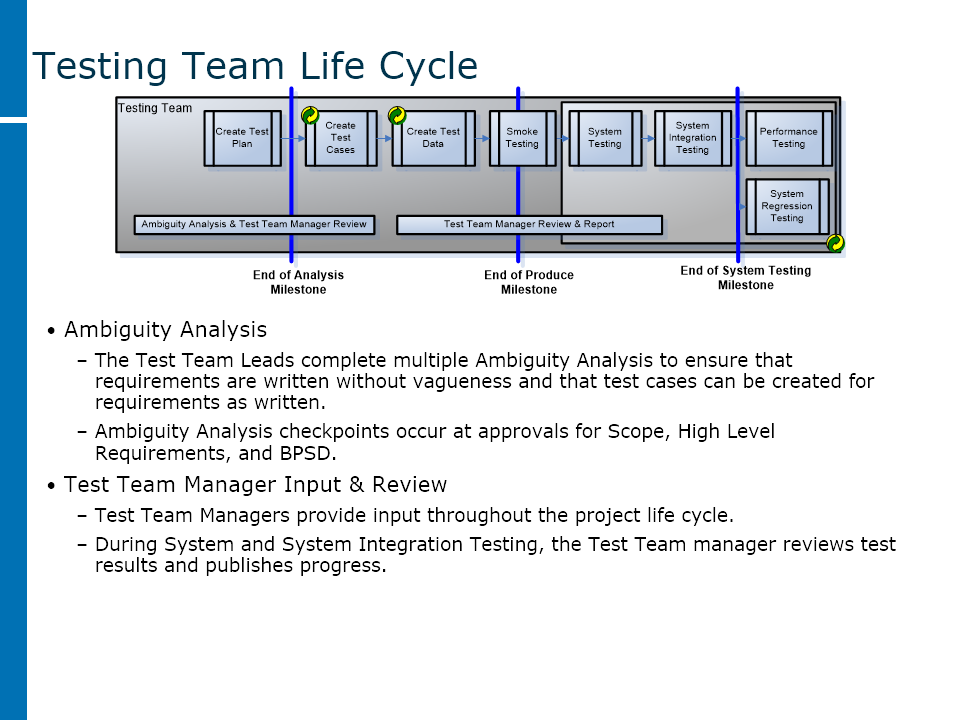 Testing Team Life Cycle
Testing Team
Create Test
Plan
Create
Test
Cases
Create Test
Data
Smoke
Testing
System
Testing
System
Integration
Testing
Performance
Testing
System
Regression
Testing
Ambiguity Analysis & Test Team Manager Review
Test Team Manager Review & Report
End of Analysis
Milestone
End of Produce
Milestone
End of System Testing
Milestone
• Ambiguity Analysis
– The Test Team Leads complete multiple Ambiguity Analysis to ensure that
requirements are written without vagueness and that test cases can be created for
requirements as written.
– Ambiguity Analysis checkpoints occur at approvals for Scope, High Level
Requirements, and BPSD.
• Test Team Manager Input & Review
– Test Team Managers provide input throughout the project life cycle.
– During System and System Integration Testing, the Test Team manager reviews test
results and publishes progress.